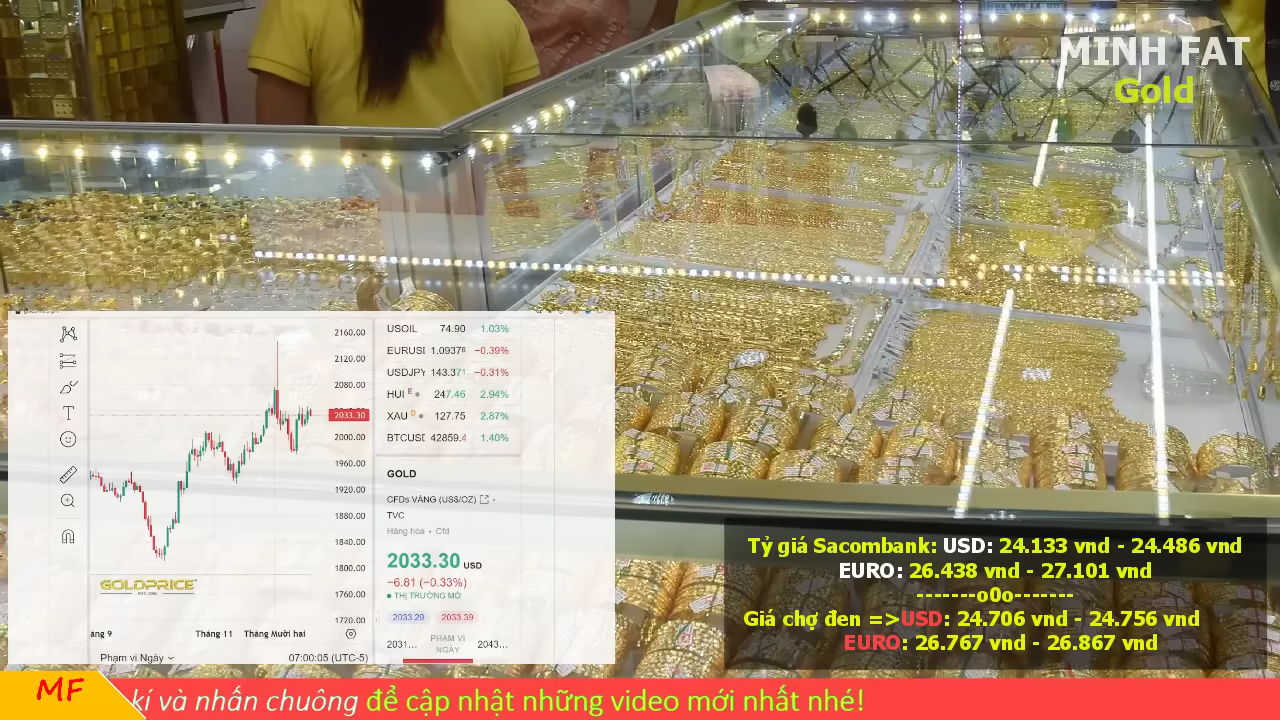 MINH FAT
Gold
2160.00
2120.00
2080.00
2033.30
2000.00
1960.00
1920.00
1880.00
1840.00
1800.00
1760.00
1720.00
GOLDPRICE
áng 9 Tháng 11 Tháng Mười hai
Phạm vi Ngày 07:00:05 (UTC-5)
USOIL 74.90 1.03%
EURUSI 1.09376 −0.39%
USDJPY 143.371 −0.31%
HUI E 247.46 2.94%
XAU D 127.75 2.87%
BTCUSI 42859.4 1.40%
GOLD
CFDs VÀNG (US$/OZ)
TVC
Hàng hóa • Cfd
2033.30 USD
−6.81 (−0.33%)
THỊ TRƯỜNG MỞ
2033.29 2033.39
2031... PHẠM VI NGÀY 2043...
Tỷ giá Sacombank: USD: 24.133 vnd - 24.486 vnd
EURO: 26.438 vnd - 27.101 vnd
-------o0o-------
Giá chợ đen =>USD: 24.706 vnd - 24.756 vnd
EURO: 26.767 vnd - 26.867 vnd
MF
kí và nhấn chuông để cập nhật những video mới nhất nhé!